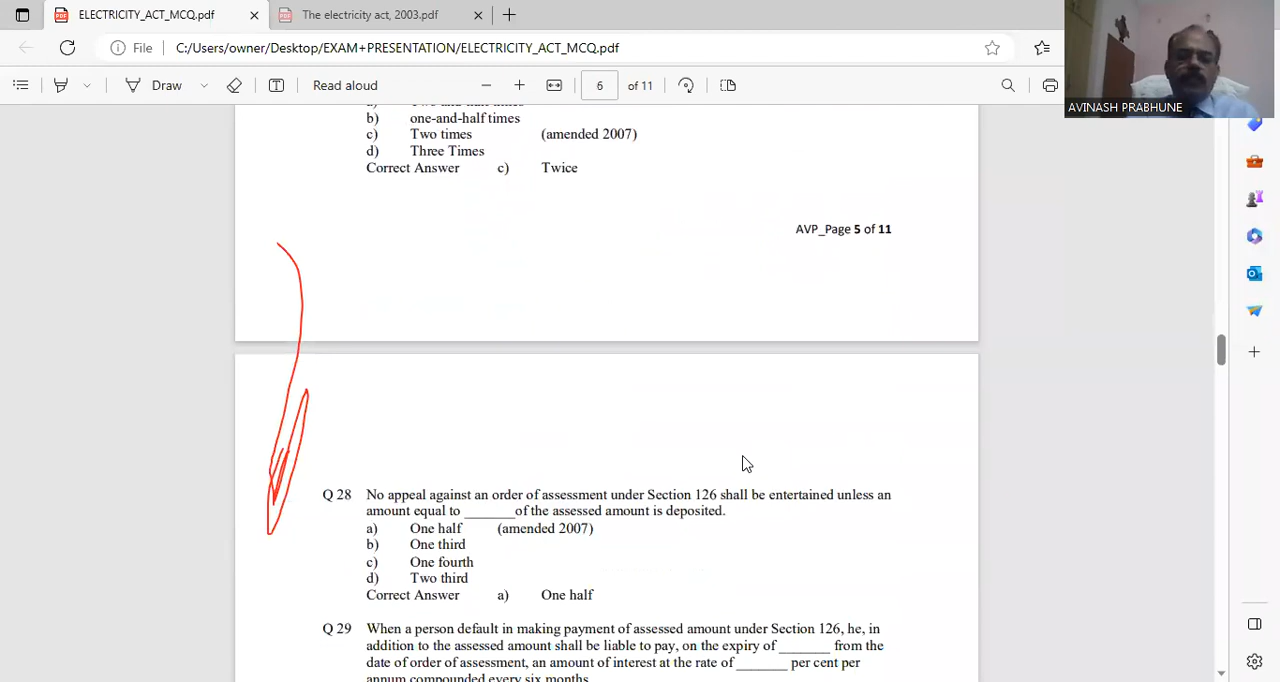 ELECTRICITY_ACT_MCQ.pdf
The electricity act, 2003.pdf
File
C:/Users/owner/Desktop/EXAM+PRESENTATION/ELECTRICITY_ACT_MCQ.pdf
Draw
Read aloud
6 of 11
AVINASH PRABHUNE
b) one-and-half times
c) Two times (amended 2007)
d) Three Times
Correct Answer c) Twice
AVP_Page 5 of 11
Q 28 No appeal against an order of assessment under Section 126 shall be entertained unless an
amount equal to _______of the assessed amount is deposited.
a) One half (amended 2007)
b) One third
c) One fourth
d) Two third
Correct Answer a) One half
Q 29 When a person default in making payment of assessed amount under Section 126, he, in
addition to the assessed amount shall be liable to pay, on the expiry of _______ from the
date of order of assessment, an amount of interest at the rate of _______ per cent per
annum compounded every six months.